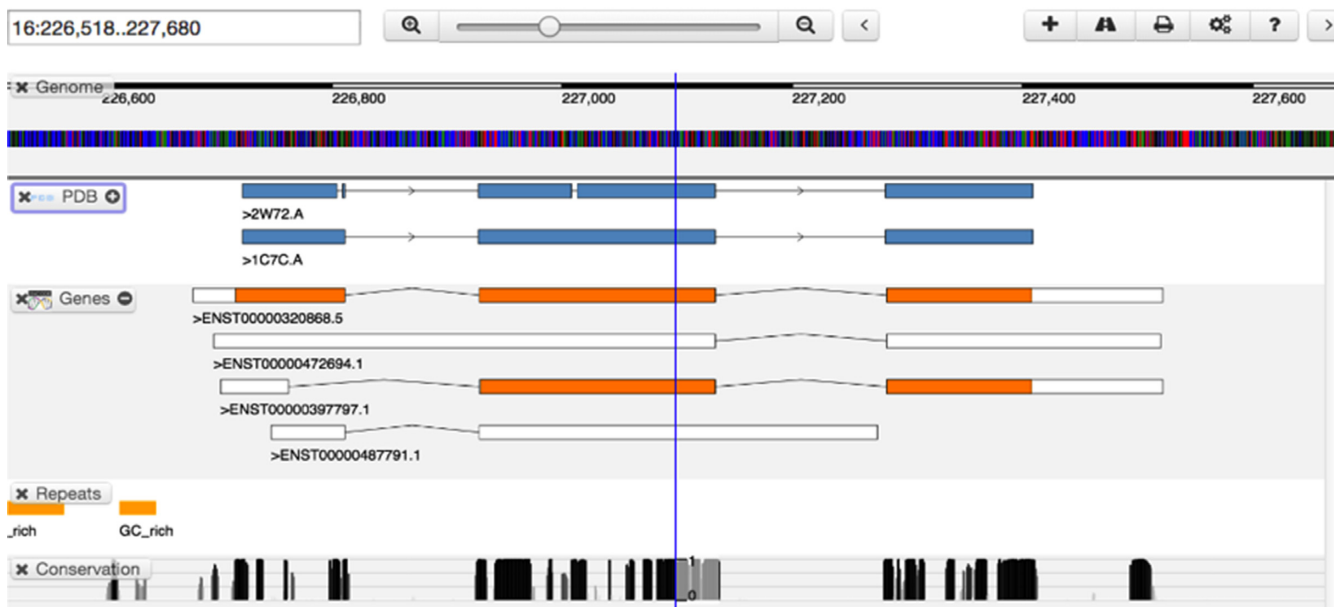 16:226,518..227,680
Genome
226,600 226,800 227,000 227,200 227,400 227,600
PDB
>2W72.A
>1C7C.A
Genes
>ENST00000320868.5
>ENST00000472694.1
>ENST00000397797.1
>ENST00000487791.1
Repeats
_rich GC_rich
Conservation
1
0